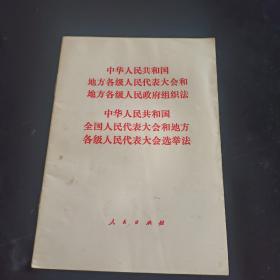 中华人民共和国
地方各级人民代表大会和
地方各级人民政府组织法
中华人民共和国
全国人民代表大会和地方
各级人民代表大会选举法
人民出版社